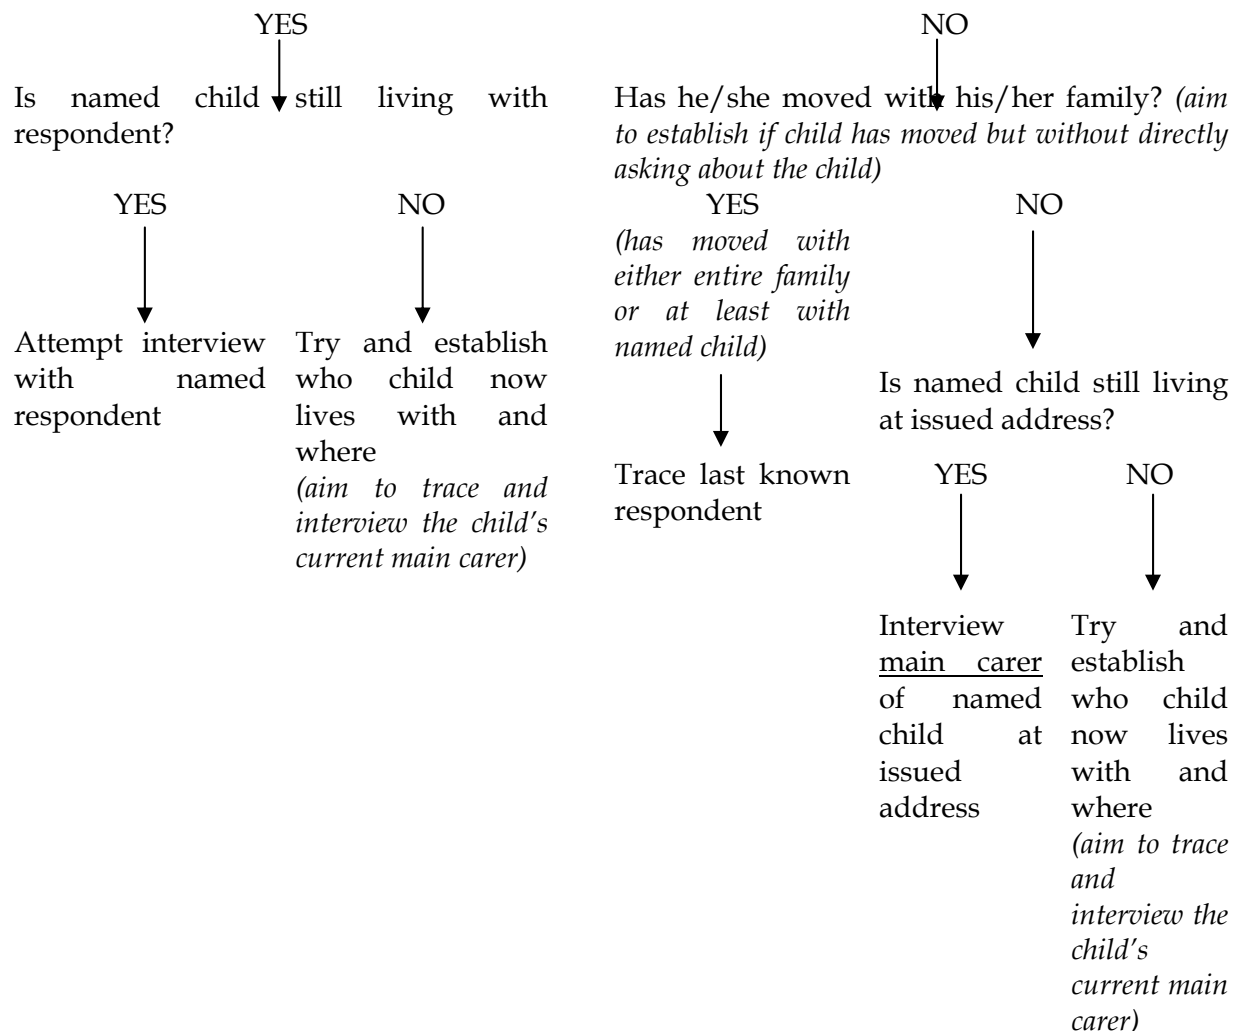 YES
Is named child still living with
respondent?
YES
Attempt interview
with named
respondent
NO
Try and establish
who child now
lives with and
where
(aim to trace and
interview the child's
current main carer)
NO
Has he/she moved with his/her family? (aim
to establish if child has moved but without directly
asking about the child)
YES
(has moved with
either entire family
or at least with
named child)
Trace last known
respondent
NO
Is named child still living
at issued address?
YES
Interview
main carer
of named
child at
issued
address
NO
Try and
establish
who child
now lives
with and
where
(aim to trace
and
interview the
child's
current main
carer)